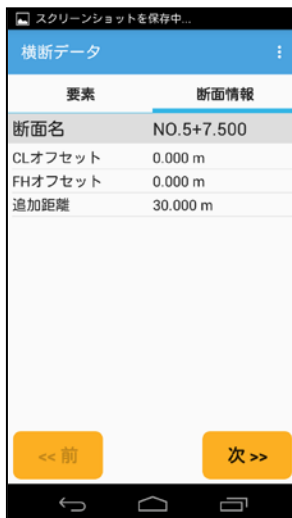 スクリーンショットを保存中...
横断データ
要素 断面情報
断面名 NO.5+7.500
CLオフセット 0.000 m
FHオフセット 0.000 m
追加距離 30.000 m
<< 前 次 >>